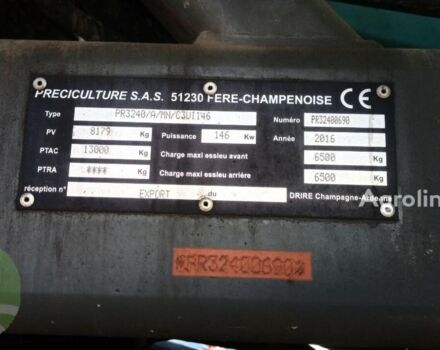 PRECICULTURE S.A.S. 51230 FERE-CHAMPENOISE CE
Type PR3240/A/MN/C3UI146 Numéro PR32400690
PV 8179 Kg Puissance 146 Kw Année 2016
PTAC 13000 Kg Charge maxi essieu avant 6500 Kg
PTRA **** Kg Charge maxi essieu arrière 6500 Kg
réception n° EXPORT du DRIRE Champagne-Ardenne
*PR32400690*
Agrolin